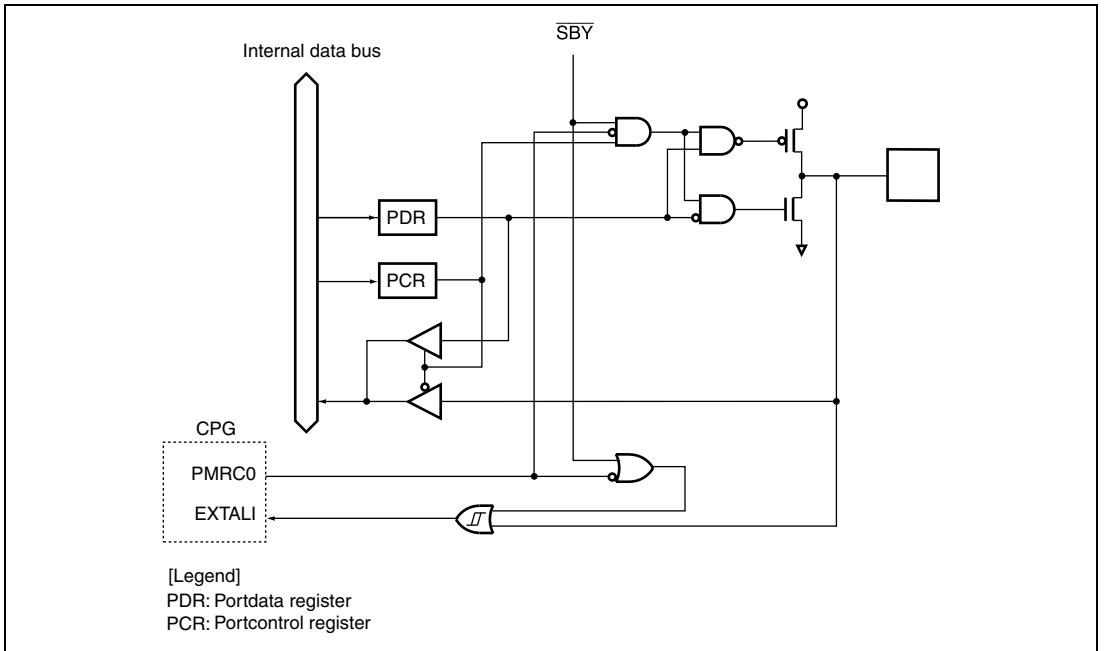 SBY
Internal data bus
PDR
PCR
CPG
PMRC0
EXTALI
[Legend]
PDR: Portdata register
PCR: Portcontrol register